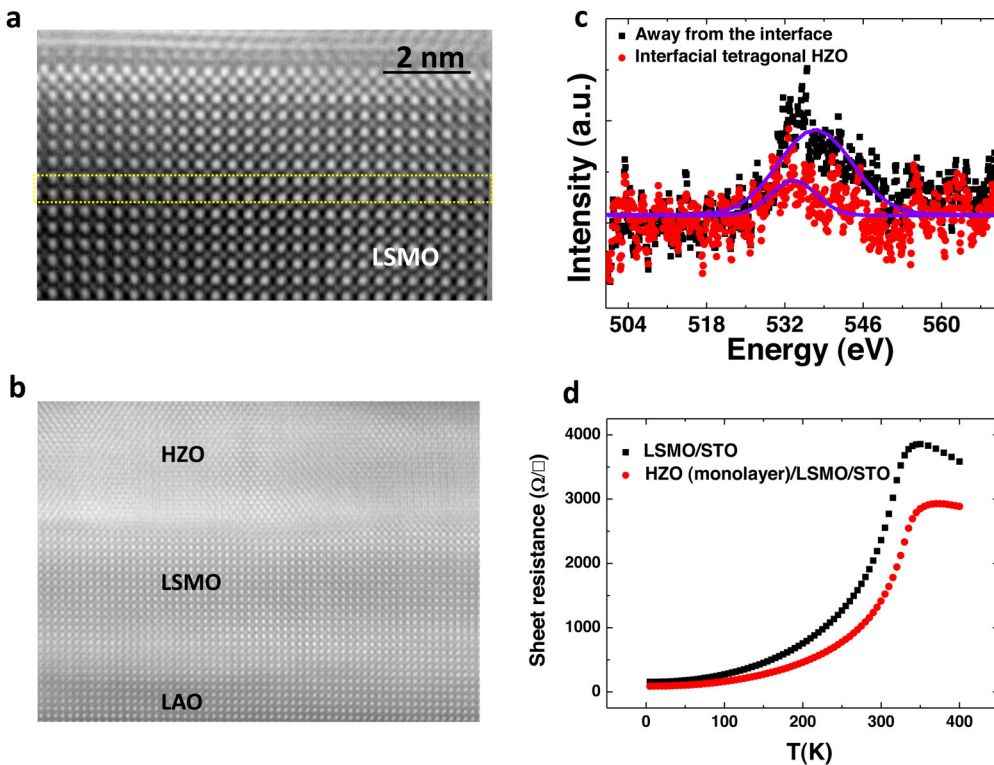 a
2 nm
LSMO
b
HZO
LSMO
LAO
c
Away from the interface
Interfacial tetragonal HZO
Intensity (a.u.)
504 518 532 546 560
Energy (eV)
d
4000
LSMO/STO
HZO (monolayer)/LSMO/STO
3000
2000
1000
0
Sheet resistance (Ω/□)
0 100 200 300 400
T(K)